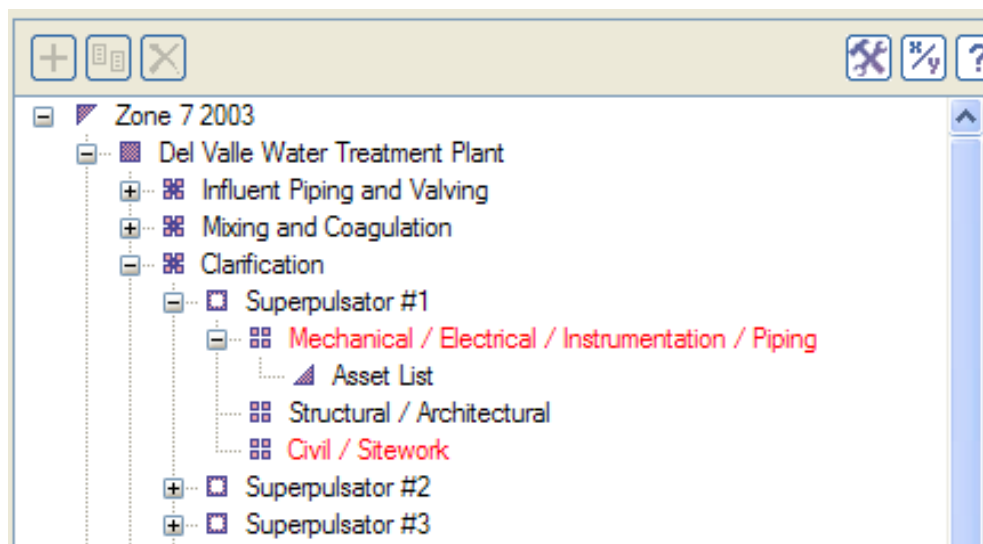 x/y ?
Zone 7 2003
Del Valle Water Treatment Plant
Influent Piping and Valving
Mixing and Coagulation
Clarification
Superpulsator #1
Mechanical / Electrical / Instrumentation / Piping
Asset List
Structural / Architectural
Civil / Sitework
Superpulsator #2
Superpulsator #3